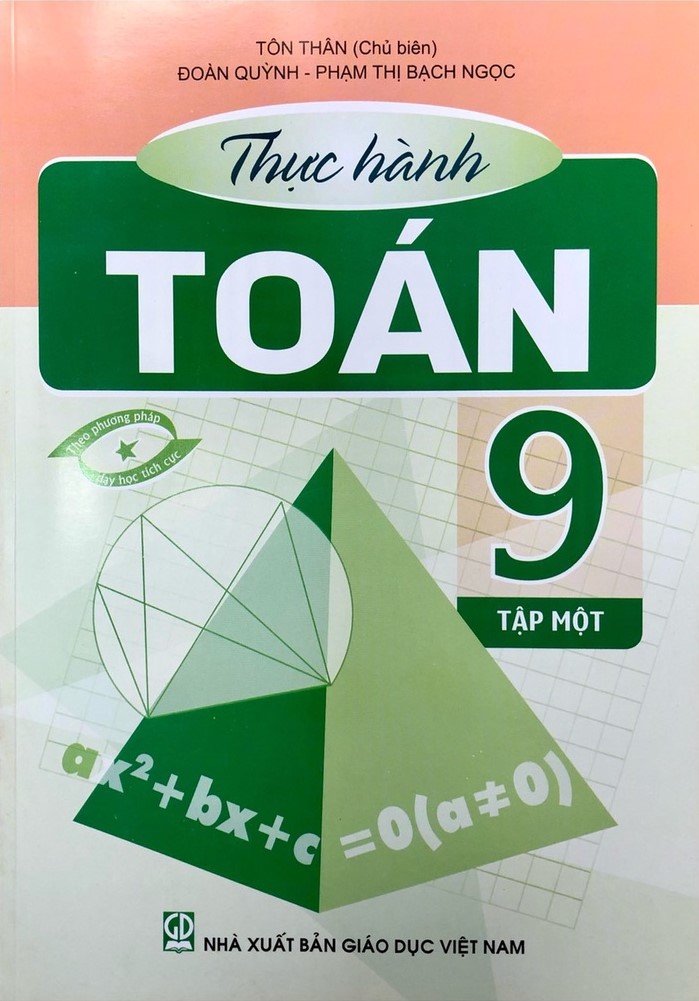 TÔN THÂN (Chủ biên)
ĐOÀN QUỲNH - PHẠM THỊ BẠCH NGỌC
Thực hành
TOÁN
9
TẬP MỘT
Theo phương pháp
dạy học tích cực
ax²+bx+c =0(a≠0)
GD
NHÀ XUẤT BẢN GIÁO DỤC VIỆT NAM